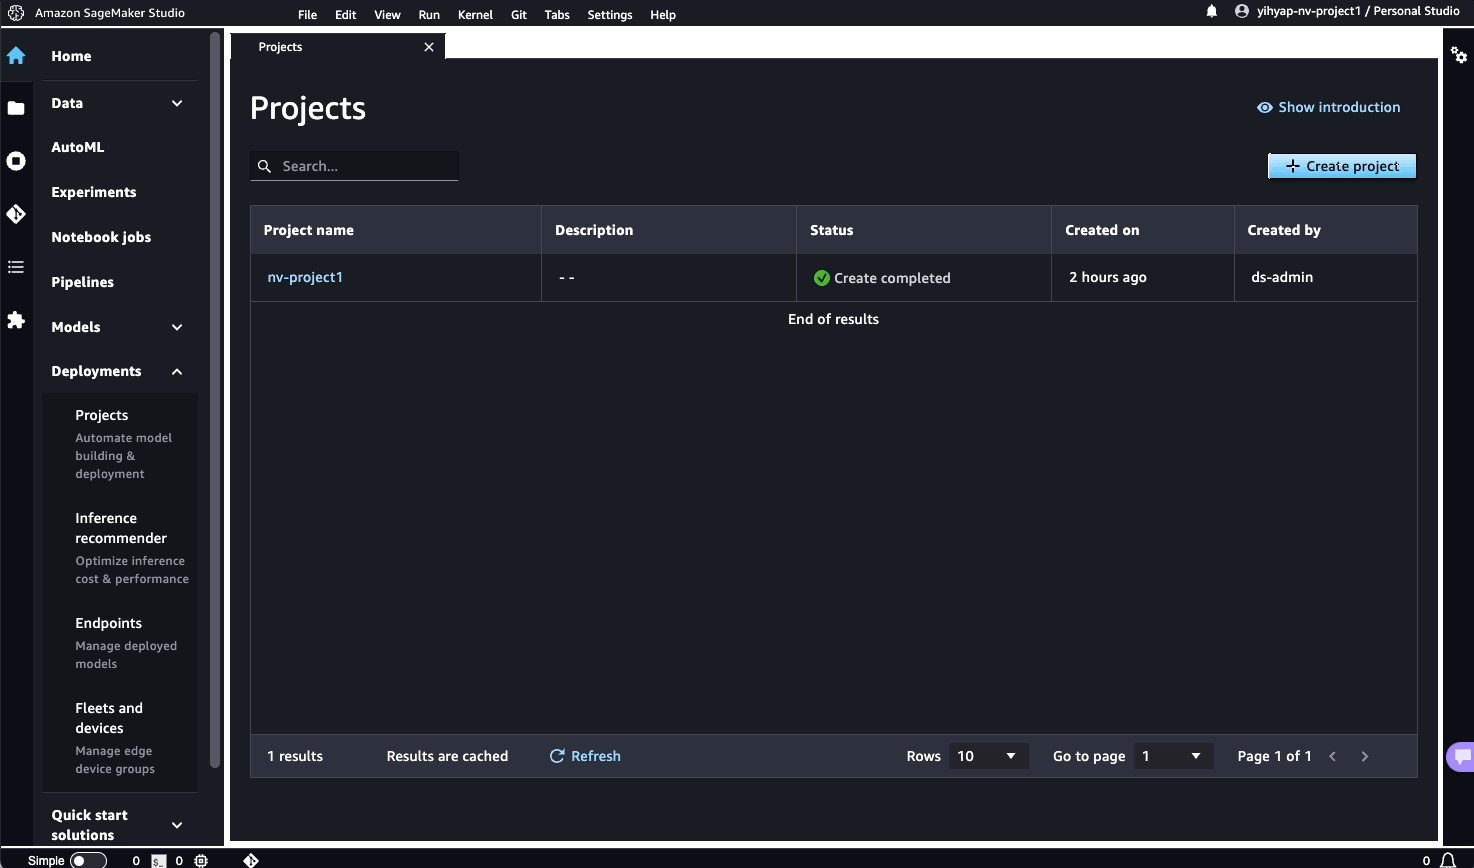 Amazon SageMaker Studio
File Edit View Run Kernel Git Tabs Settings Help
yihyap-nv-project1 / Personal Studio
Home
Data
AutoML
Experiments
Notebook jobs
Pipelines
Models
Deployments
Projects
Automate model
building &
deployment
Inference
recommender
Optimize inference
cost & performance
Endpoints
Manage deployed
models
Fleets and
devices
Manage edge
device groups
Quick start
solutions
Projects
Projects
Show introduction
Search...
Create project
Project name Description Status Created on Created by
nv-project1 - - Create completed 2 hours ago ds-admin
End of results
1 results Results are cached Refresh Rows 10 Go to page 1 Page 1 of 1
Simple 0 $_ 0 0